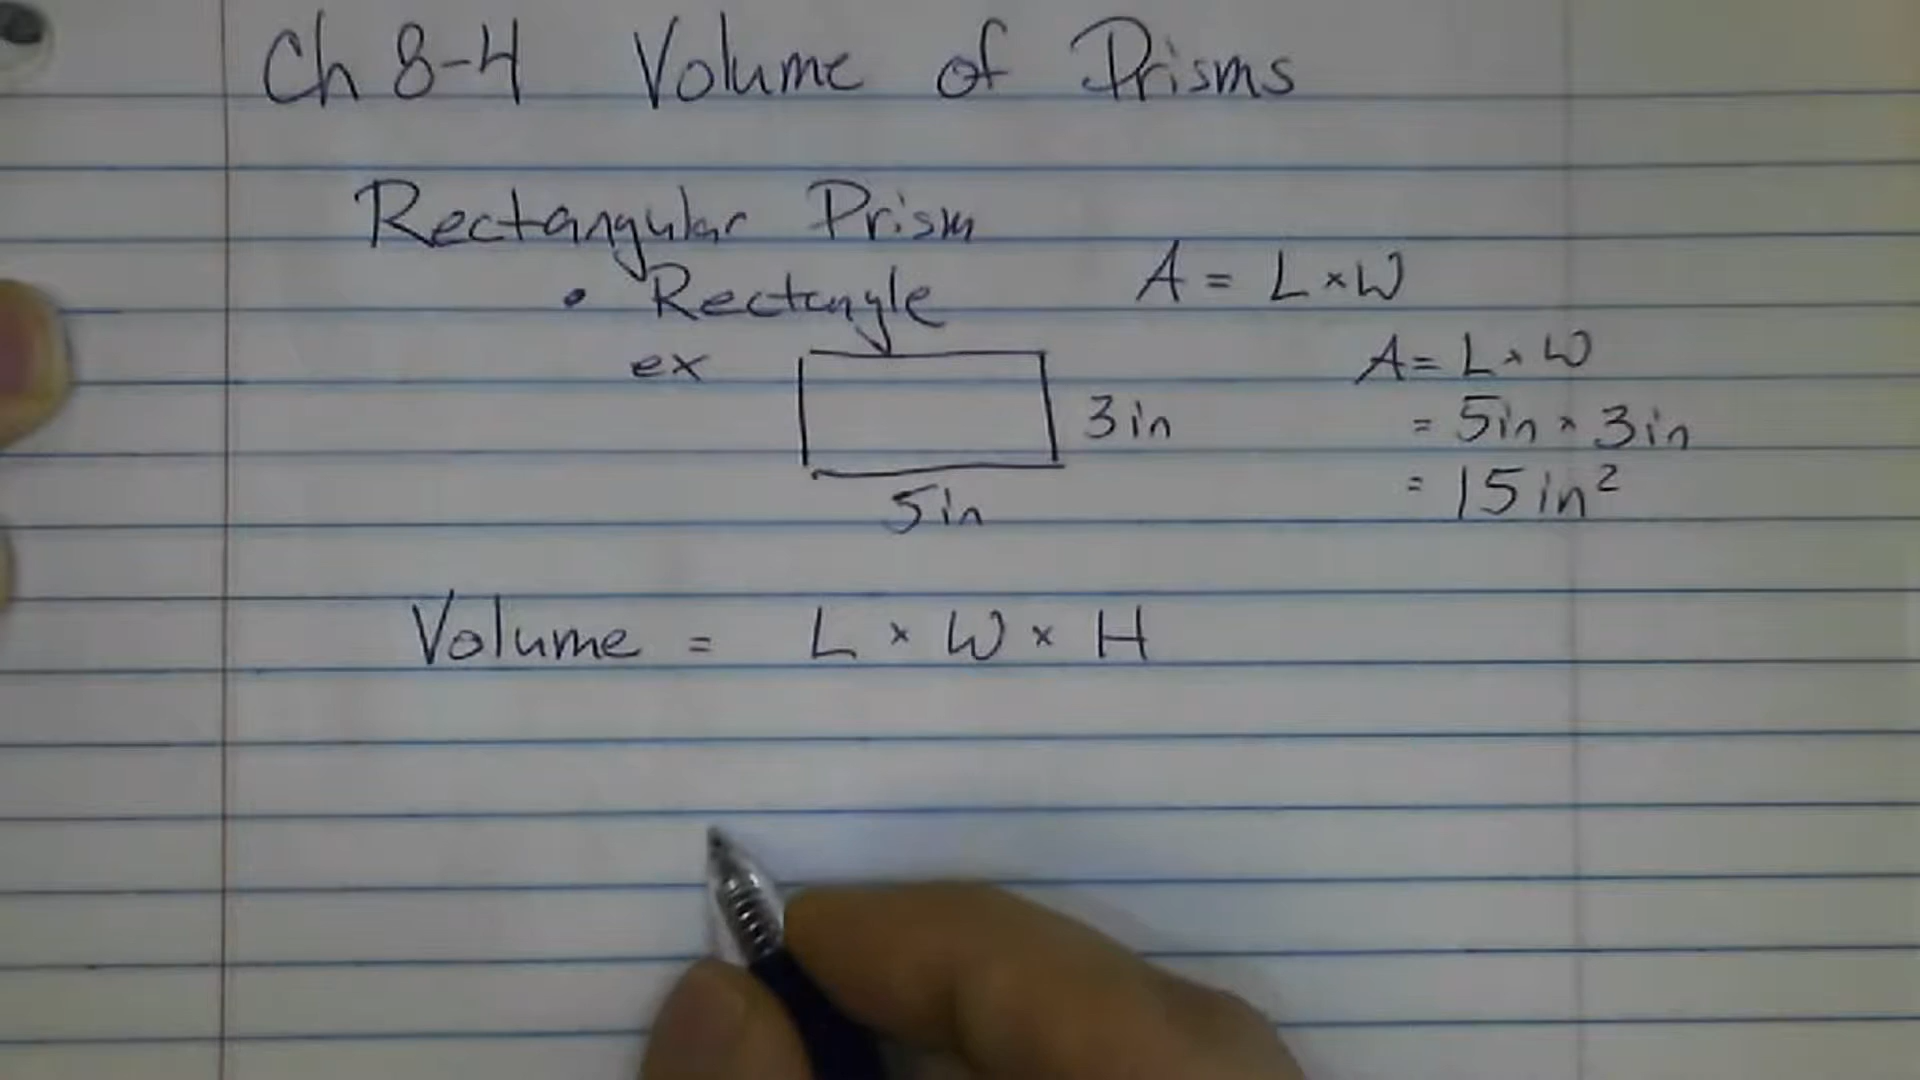 Ch 8-4 Volume of Prisms
Rectangular Prism
• Rectangle A = L × W
ex
3 in
5 in
A = L × W
= 5in × 3in
= 15 in²
Volume = L × W × H